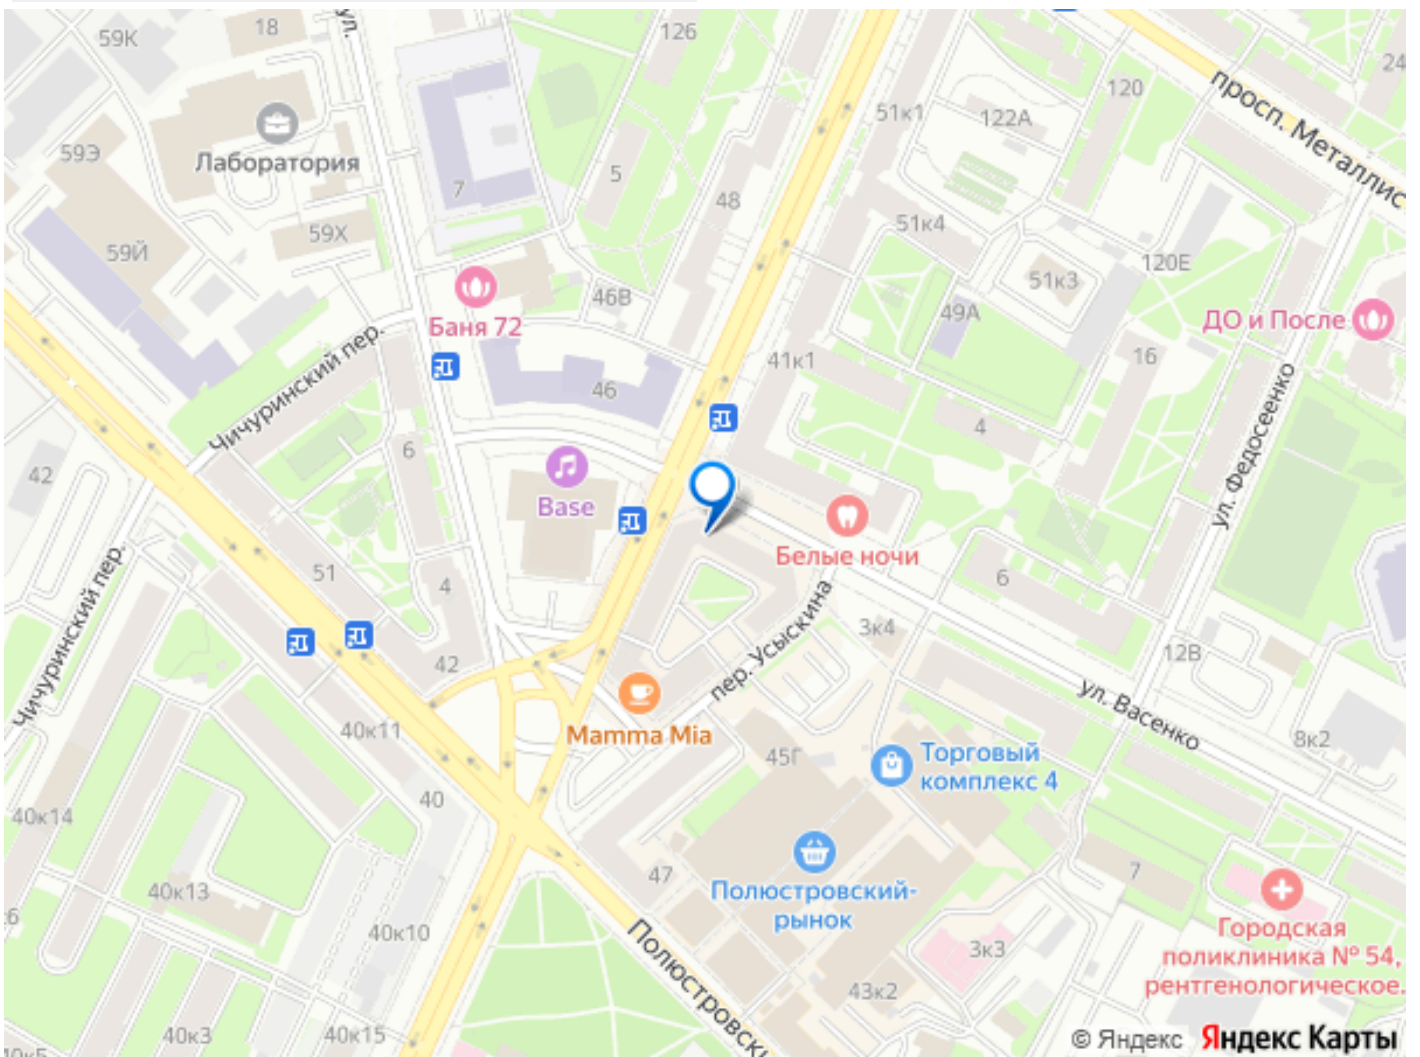 59К
18
ул.
126
24
просп. Металлис
120
51к1
122А
59Э
Лаборатория
5
7
48
59Х
51к4
59Й
120Е
51к3
46В
49А
ДО и После
Баня 72
Чичуринский пер.
16
41к1
46
ул. Федосеенко
4
6
42
Base
Белые ночи
Чичуринский пер.
51
4
6
пер. Усыскина
3к4
42
12В
ул. Васенко
40к11
Mamma Mia
45Г
Торговый
комплекс 4
8к2
40
40к14
47
7
Полюстровский-
рынок
40к13
Городская
поликлиника № 54,
рентгенологическое.
40к10
Полюстровск
3к3
43к2
40к3
40к15
© Яндекс Яндекс Карты